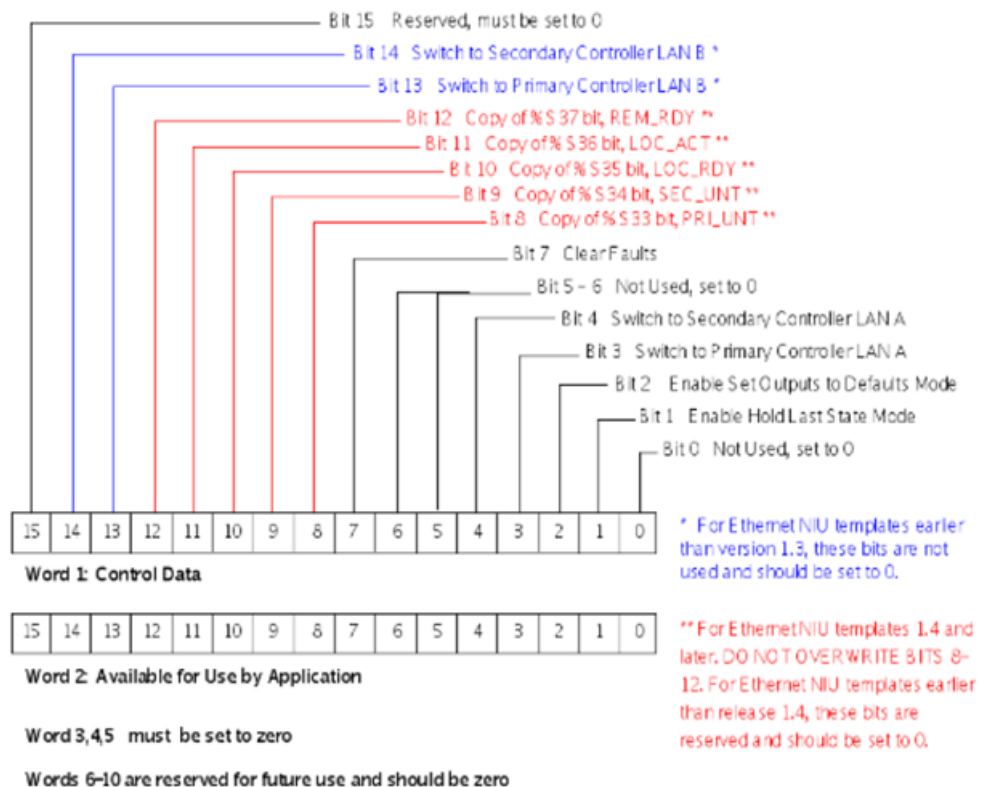 Bit 15 Reserved, must be set to 0
Bit 14 Switch to Secondary Controller LAN B *
Bit 13 Switch to Primary Controller LAN B *
Bit 12 Copy of %S37 bit, REM_RDY **
Bit 11 Copy of %S36 bit, LOC_ACT **
Bit 10 Copy of %S35 bit, LOC_RDY **
Bit 9 Copy of %S34 bit, SEC_UNT **
Bit 8 Copy of %S33 bit, PRI_UNT **
Bit 7 Clear Faults
Bit 5 - 6 Not Used, set to 0
Bit 4 Switch to Secondary Controller LAN A
Bit 3 Switch to Primary Controller LAN A
Bit 2 Enable Set Outputs to Defaults Mode
Bit 1 Enable Hold Last State Mode
Bit 0 Not Used, set to 0
15 14 13 12 11 10 9 8 7 6 5 4 3 2 1 0
Word 1: Control Data
* For Ethernet NIU templates earlier
than version 1.3, these bits are not
used and should be set to 0.
15 14 13 12 11 10 9 8 7 6 5 4 3 2 1 0
Word 2: Available for Use by Application
Word 3,4,5 must be set to zero
Words 6-10 are reserved for future use and should be zero
** For Ethernet NIU templates 1.4 and
later. DO NOT OVERWRITE BITS 8-
12. For Ethernet NIU templates earlier
than release 1.4, these bits are
reserved and should be set to 0.